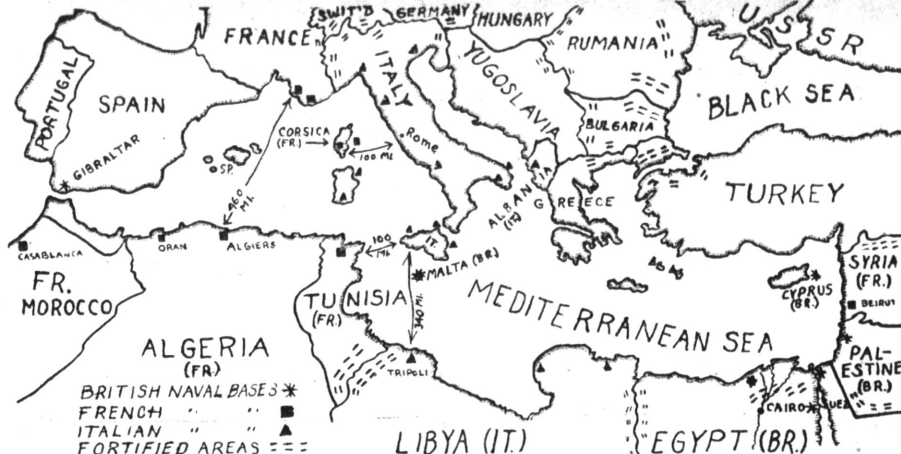 SWIT'D
GERMANY
HUNGARY
U.S.S.R
FRANCE
ITALY
YUGOSLAVIA
RUMANIA
BLACK SEA
PORTUGAL
SPAIN
CORSICA
(FR.)
100 MI.
Rome
BULGARIA
GIBRALTAR
SP.
460
MI.
ALBANIA
(IT.)
GREECE
TURKEY
CASABLANCA
ORAN
ALGIERS
100
MI.
IT.
MALTA (BR.)
SYRIA
(FR.)
CYPRUS
(BR.)
BEIRUT
FR.
MOROCCO
TUNISIA
(FR.)
340 MI.
MEDITERRANEAN SEA
ALGERIA
(FR.)
TRIPOLI
PAL-
ESTINE
(BR.)
CAIRO
SUEZ
BRITISH NAVAL BASES
FRENCH " "
ITALIAN " "
FORTIFIED AREAS
LIBYA (IT.)
EGYPT (BR.)